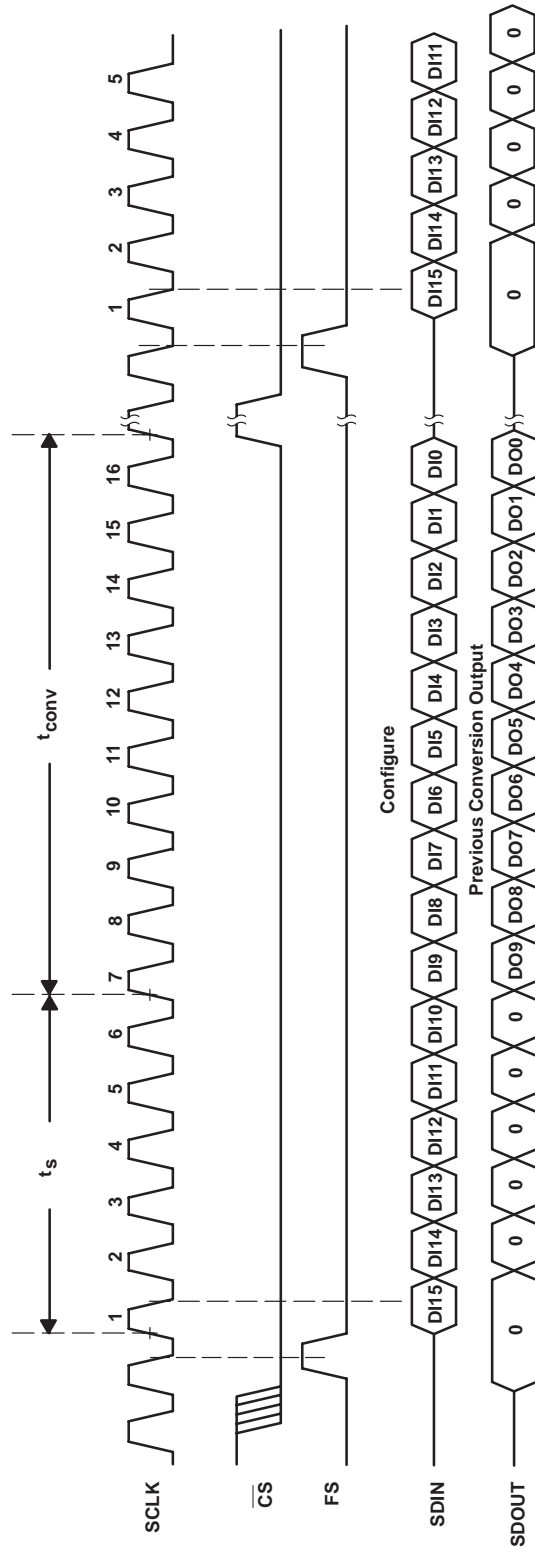 ts tconv
1 2 3 4 5 6 7 8 9 10 11 12 13 14 15 16 1 2 3 4 5
SCLK
CS
FS
Configure
SDIN DI15 DI14 DI13 DI12 DI11 DI10 DI9 DI8 DI7 DI6 DI5 DI4 DI3 DI2 DI1 DI0 DI15 DI14 DI13 DI12 DI11
Previous Conversion Output
SDOUT 0 0 0 0 0 0 DO9 DO8 DO7 DO6 DO5 DO4 DO3 DO2 DO1 DO0 0 0 0 0 0